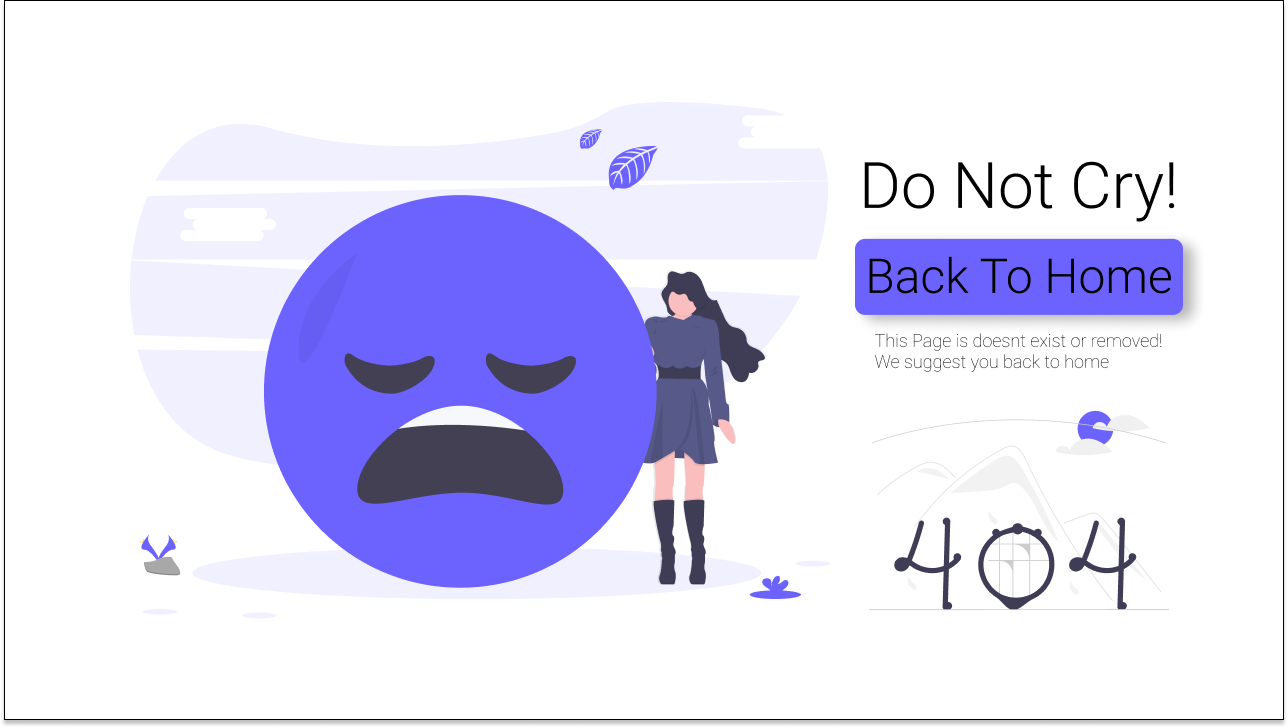 Do Not Cry!
Back To Home
This Page is doesnt exist or removed!
We suggest you back to home
404